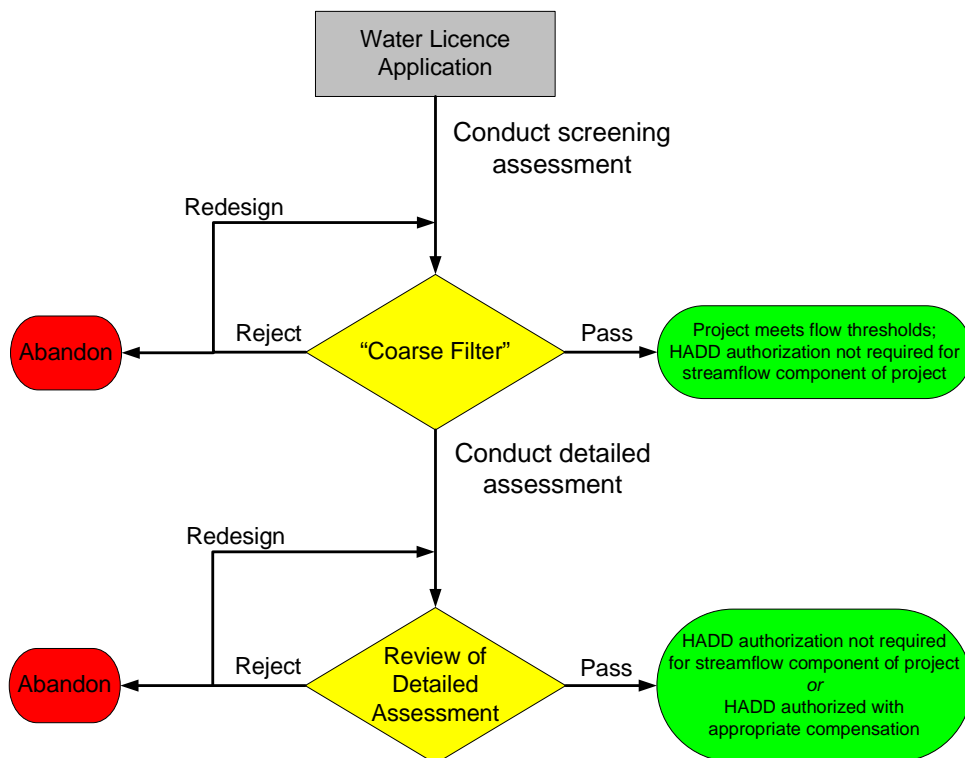 Water Licence
Application
Conduct screening
assessment
Redesign
Abandon
Reject
“Coarse Filter”
Pass
Project meets flow thresholds;
HADD authorization not required for
streamflow component of project
Conduct detailed
assessment
Redesign
Abandon
Reject
Review of
Detailed
Assessment
Pass
HADD authorization not required
for streamflow component of project
or
HADD authorized with
appropriate compensation